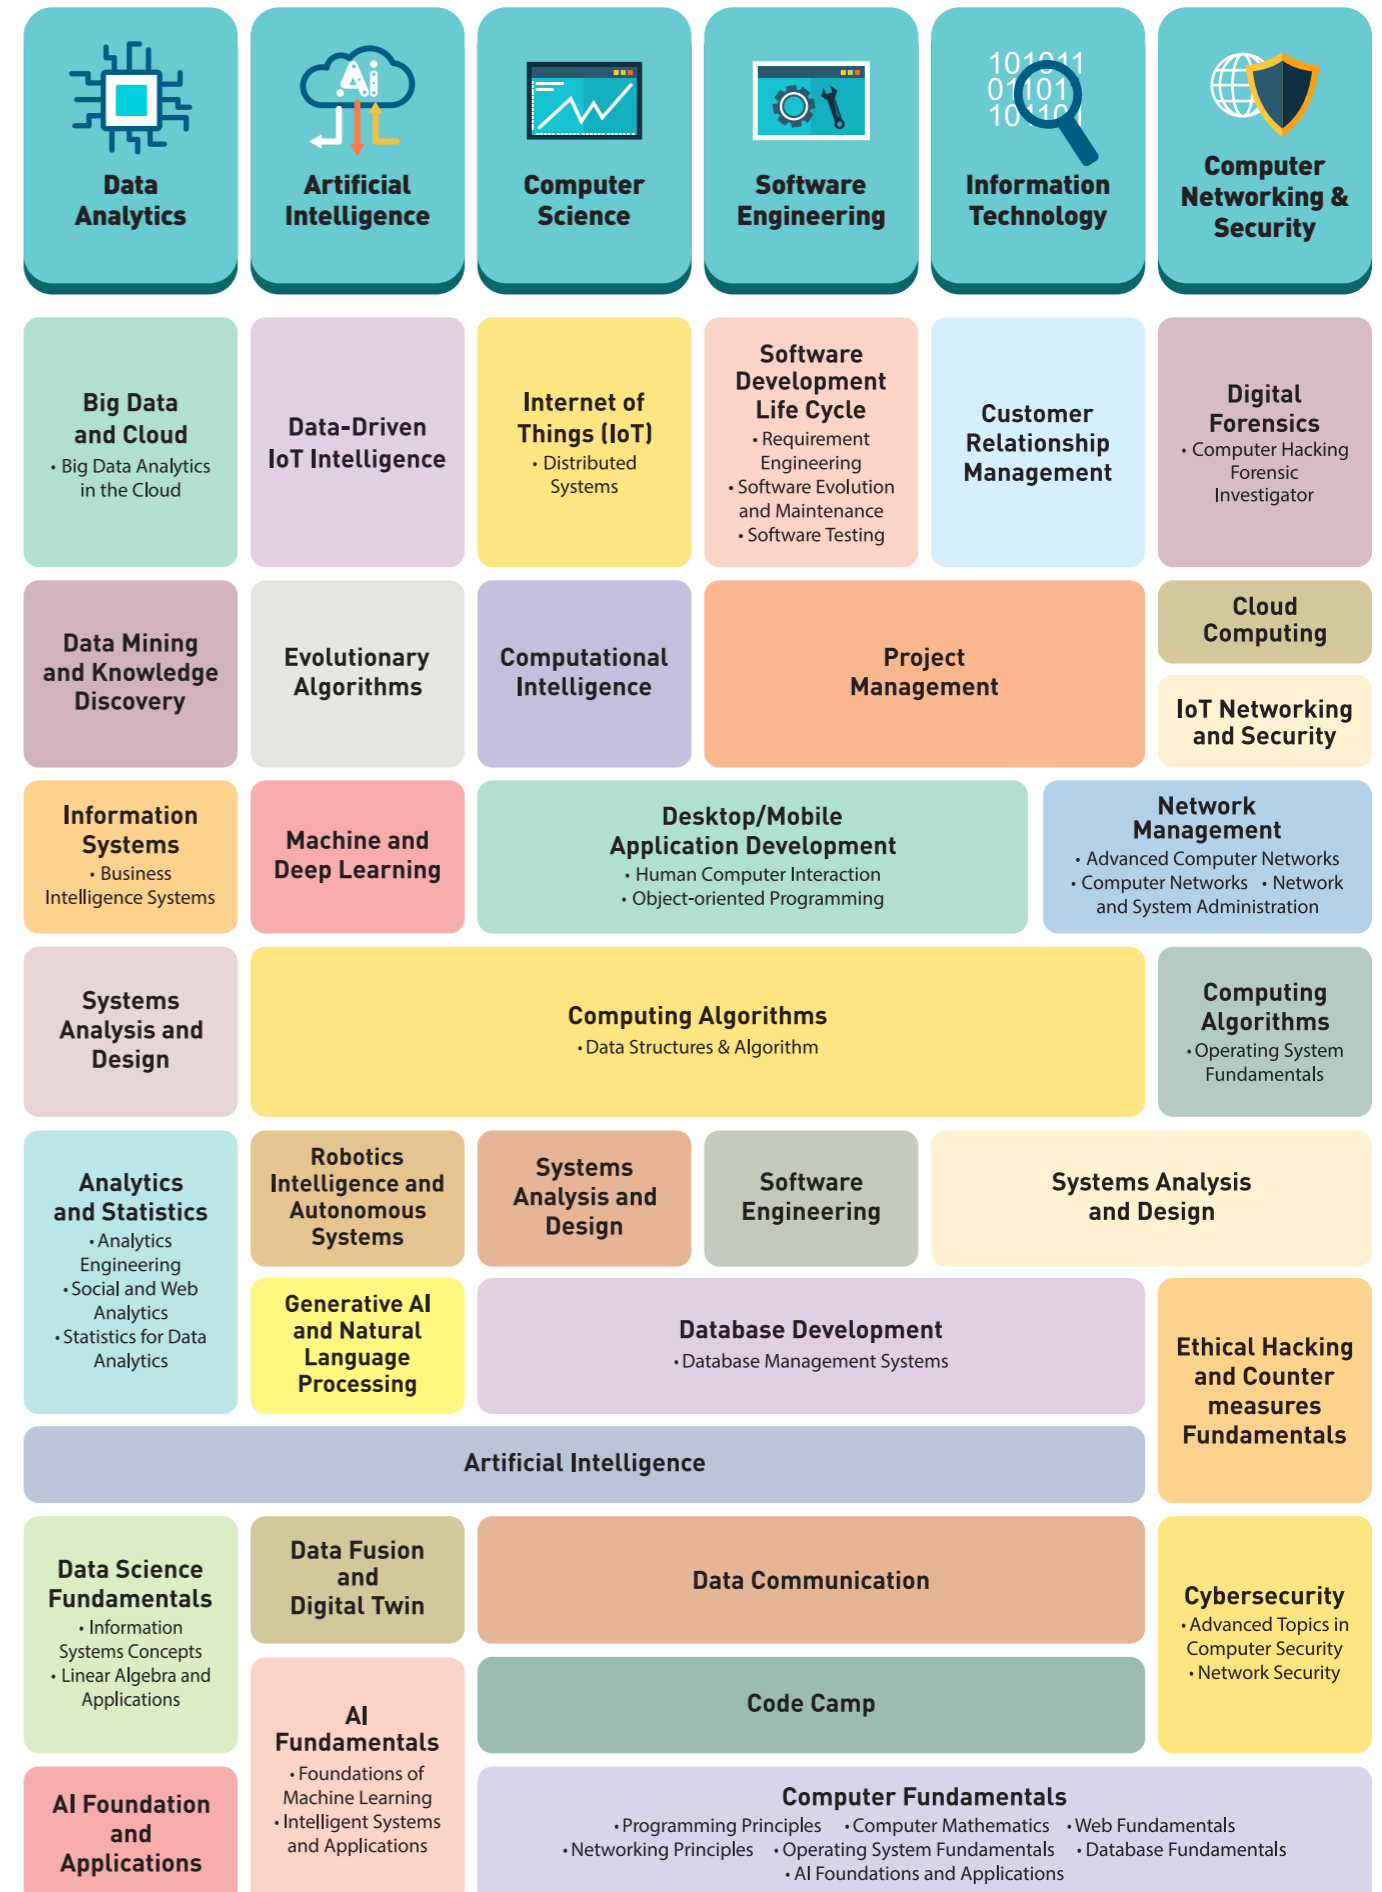 Data
Analytics
Ai
Artificial
Intelligence
Computer
Science
Software
Engineering
101011
01101
101101
Information
Technology
Computer
Networking &
Security
Big Data
and Cloud
• Big Data Analytics
in the Cloud
Data-Driven
IoT Intelligence
Internet of
Things (IoT)
• Distributed
Systems
Software
Development
Life Cycle
• Requirement
Engineering
• Software Evolution
and Maintenance
• Software Testing
Customer
Relationship
Management
Digital
Forensics
• Computer Hacking
Forensic
Investigator
Data Mining
and Knowledge
Discovery
Evolutionary
Algorithms
Computational
Intelligence
Project
Management
Cloud
Computing
IoT Networking
and Security
Information
Systems
• Business
Intelligence Systems
Machine and
Deep Learning
Desktop/Mobile
Application Development
• Human Computer Interaction
• Object-oriented Programming
Network
Management
• Advanced Computer Networks
• Computer Networks • Network
and System Administration
Systems
Analysis and
Design
Computing Algorithms
• Data Structures & Algorithm
Computing
Algorithms
• Operating System
Fundamentals
Analytics
and Statistics
• Analytics
Engineering
• Social and Web
Analytics
• Statistics for Data
Analytics
Robotics
Intelligence and
Autonomous
Systems
Systems
Analysis and
Design
Software
Engineering
Systems Analysis
and Design
Generative AI
and Natural
Language
Processing
Database Development
• Database Management Systems
Ethical Hacking
and Counter
measures
Fundamentals
Artificial Intelligence
Data Science
Fundamentals
• Information
Systems Concepts
• Linear Algebra and
Applications
Data Fusion
and
Digital Twin
Data Communication
Cybersecurity
• Advanced Topics in
Computer Security
• Network Security
Code Camp
AI
Fundamentals
• Foundations of
Machine Learning
• Intelligent Systems
and Applications
AI Foundation
and
Applications
Computer Fundamentals
• Programming Principles • Computer Mathematics • Web Fundamentals
• Networking Principles • Operating System Fundamentals • Database Fundamentals
• AI Foundations and Applications